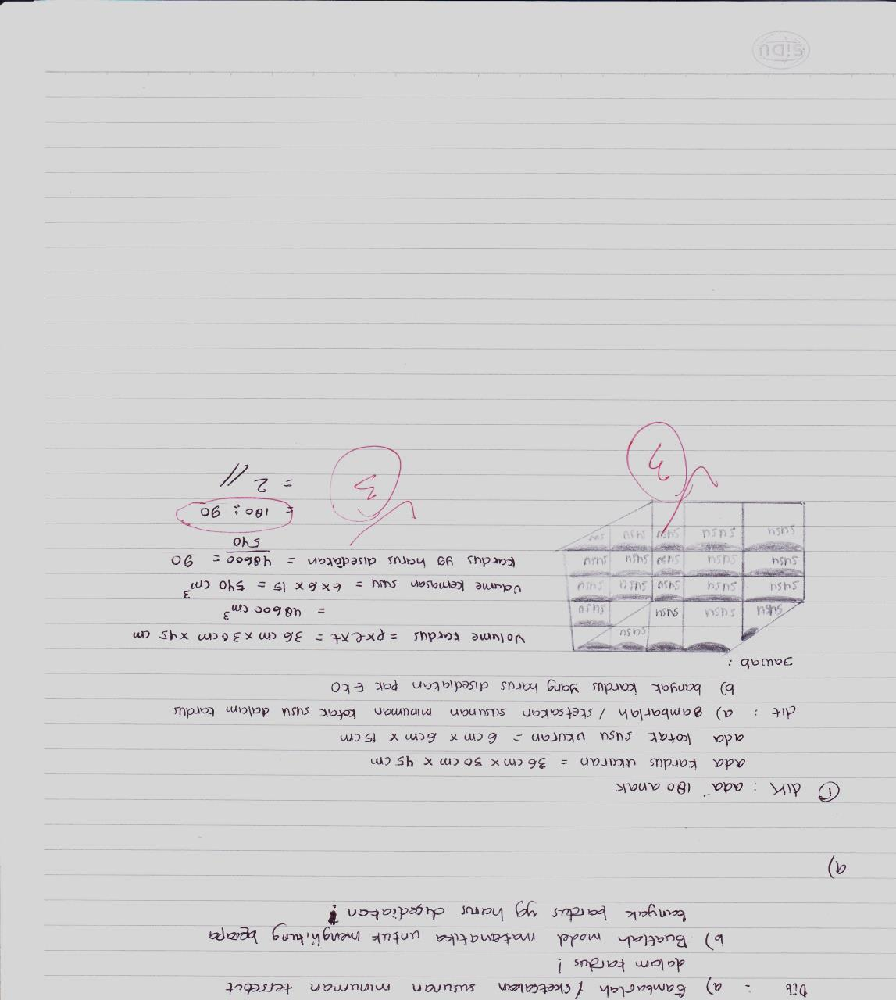 Dit : a) Gambarlah / sketsakan susunan minuman tersebut
dalam kardus !
b) Buatlah model matematika untuk menghitung berapa
banyak kardus yg harus disediakan !
a)
① dik : ada 180 anak
ada kardus ukuran = 36 cm x 30 cm x 45 cm
ada kotak susu ukuran = 6 cm x 6 cm x 15 cm
dit : a) gambarlah / sketsakan susunan minuman kotak susu dalam kardus
b) banyak kardus yang harus disediakan pak EKO
Jawab :
susu
susu susu susu susu
susu susu susu susu susu
susu susu susu susu susu
susu susu susu susu susu
3
Volume kardus = pxlxt = 36 cm x 30 cm x 45 cm
= 48600 cm³
Volume kemasan susu = 6 x 6 x 15 = 540 cm³
kardus yg harus disediakan = 48600/540 = 90
= 180 : 90
= 2 //
3
SIDU